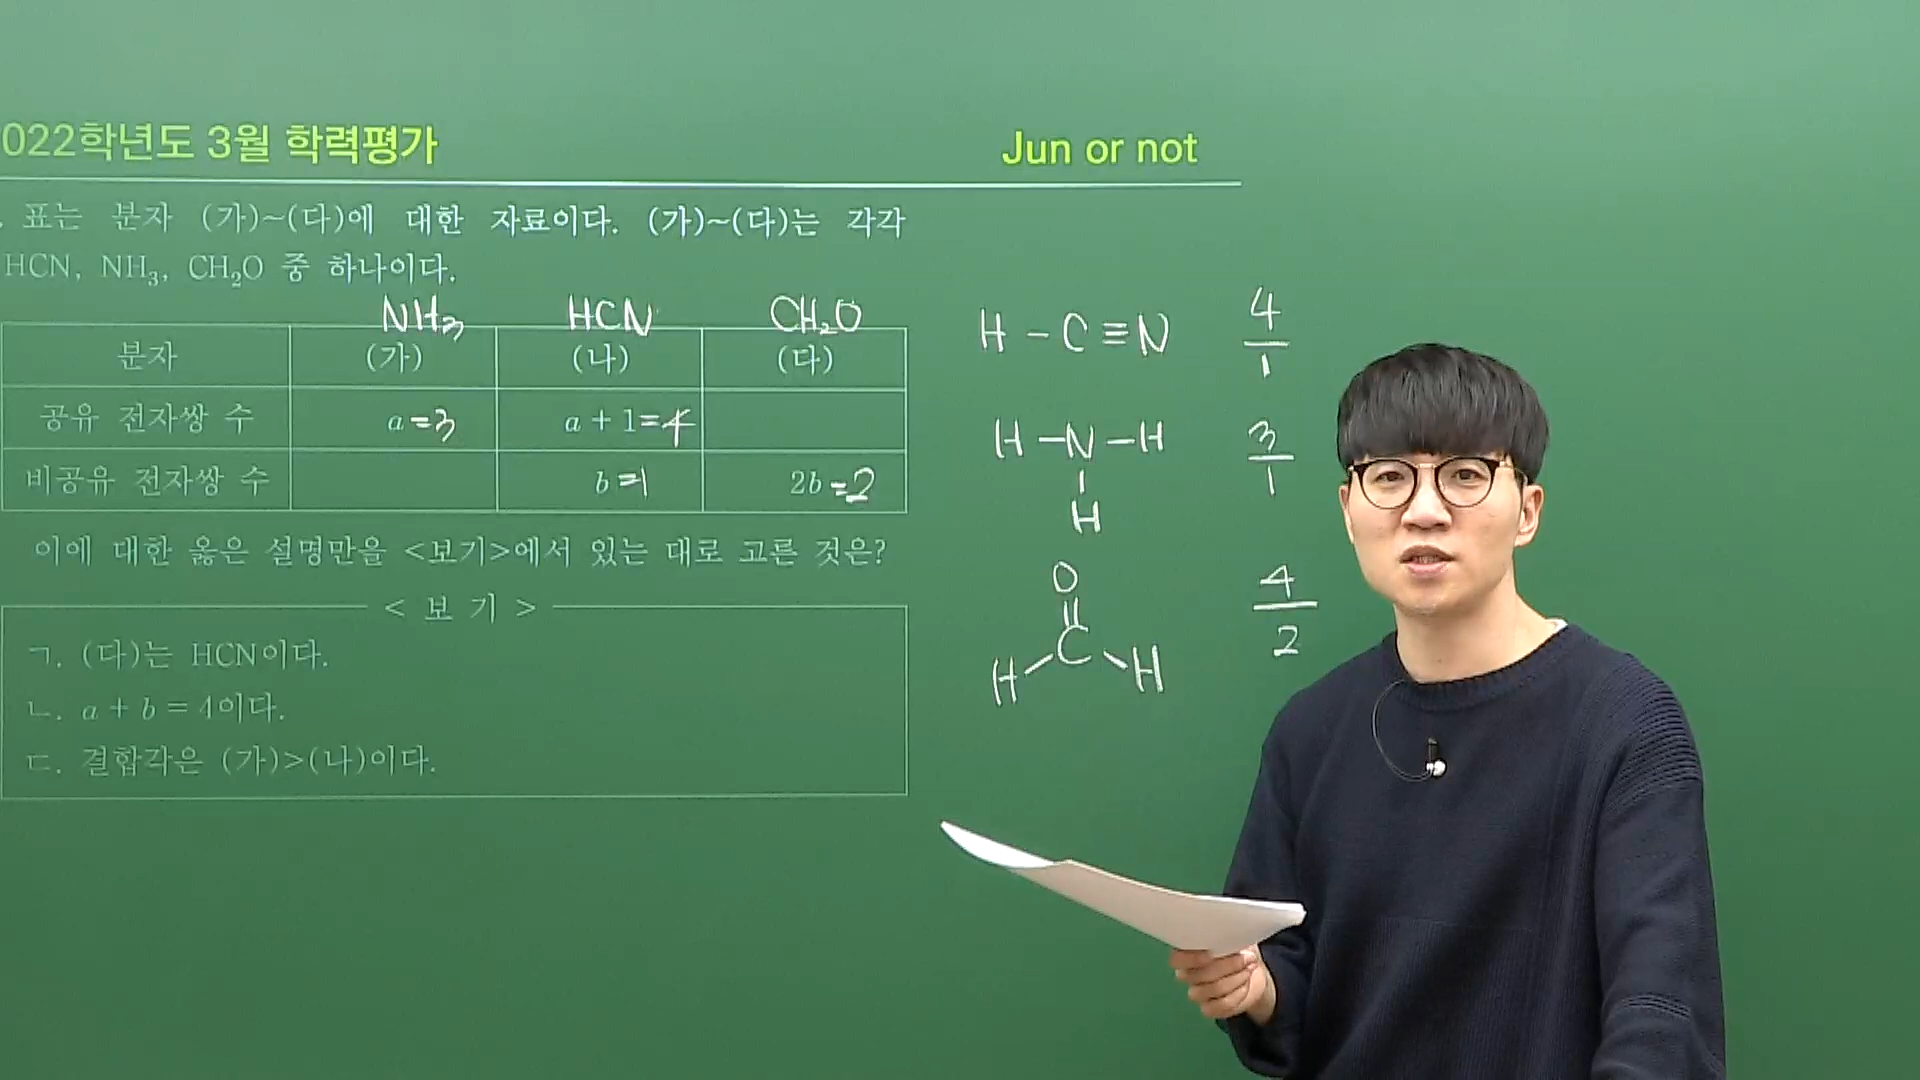 022학년도 3월 학력평가
Jun or not
. 표는 분자 (가)~(다)에 대한 자료이다. (가)~(다)는 각각
HCN, NH₃, CH₂O 중 하나이다.
NH₃ HCN CH₂O
분자 (가) (나) (다)
공유 전자쌍 수 a =3 a + 1 =4
비공유 전자쌍 수 b =1 2b =2
이에 대한 옳은 설명만을 <보기>에서 있는 대로 고른 것은?
< 보 기 >
ㄱ. (다)는 HCN이다.
ㄴ. a + b = 4이다.
ㄷ. 결합각은 (가)>(나)이다.
H - C ≡ N 4/1
H - N - H 3/1
H
O
C 4/2
H H